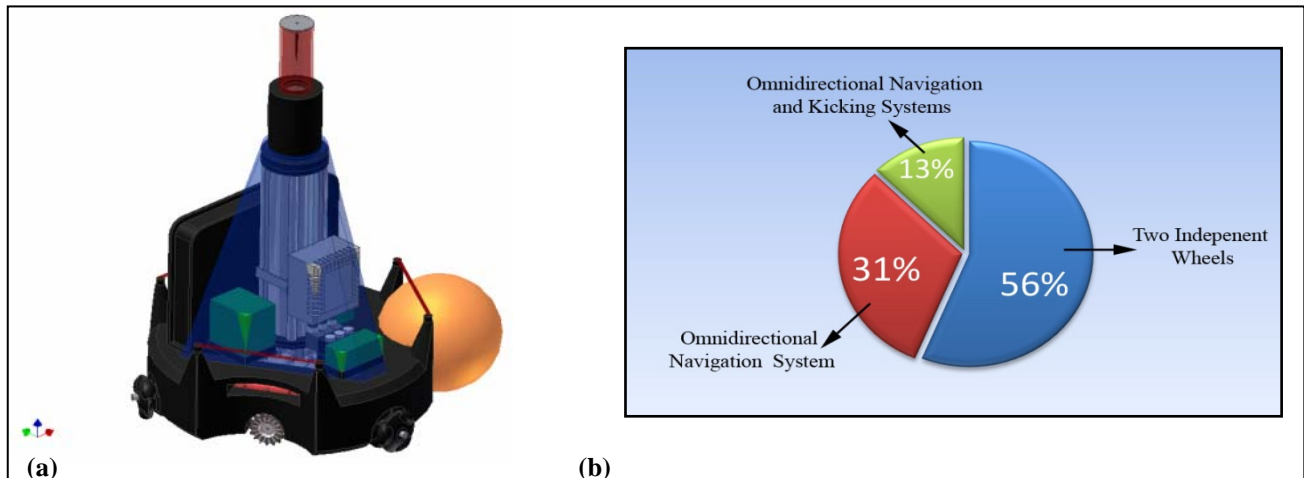 Omnidirectional Navigation
and Kicking Systems
13%
31%
56%
Two Indepenent
Wheels
Omnidirectional
Navigation System
(a)
(b)